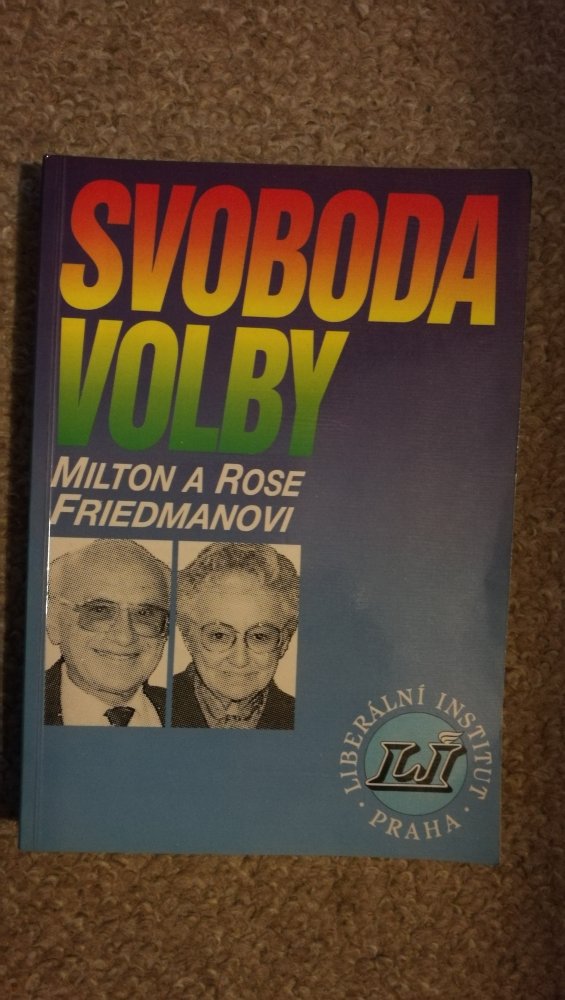 SVOBODA
VOLBY
MILTON A ROSE
FRIEDMANOVI
LIBERÁLNÍ INSTITUT
LI
· PRAHA ·